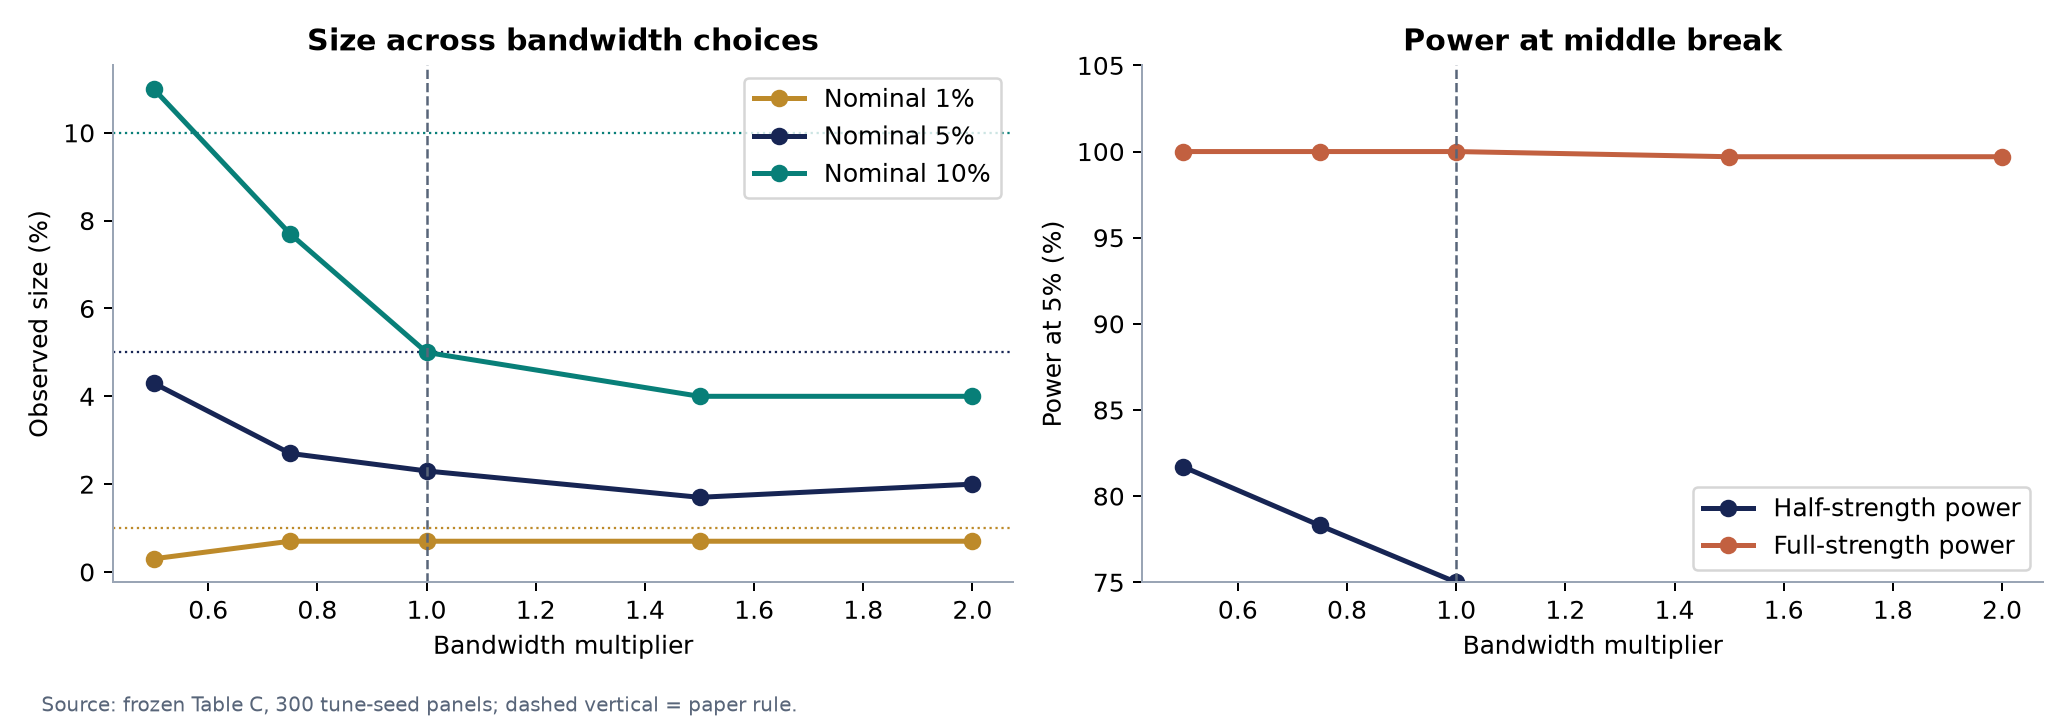 Size across bandwidth choices
Observed size (%)
10
8
6
4
2
0
0.6 0.8 1.0 1.2 1.4 1.6 1.8 2.0
Bandwidth multiplier
Nominal 1%
Nominal 5%
Nominal 10%
Power at middle break
Power at 5% (%)
105
100
95
90
85
80
75
0.6 0.8 1.0 1.2 1.4 1.6 1.8 2.0
Bandwidth multiplier
Half-strength power
Full-strength power
Source: frozen Table C, 300 tune-seed panels; dashed vertical = paper rule.